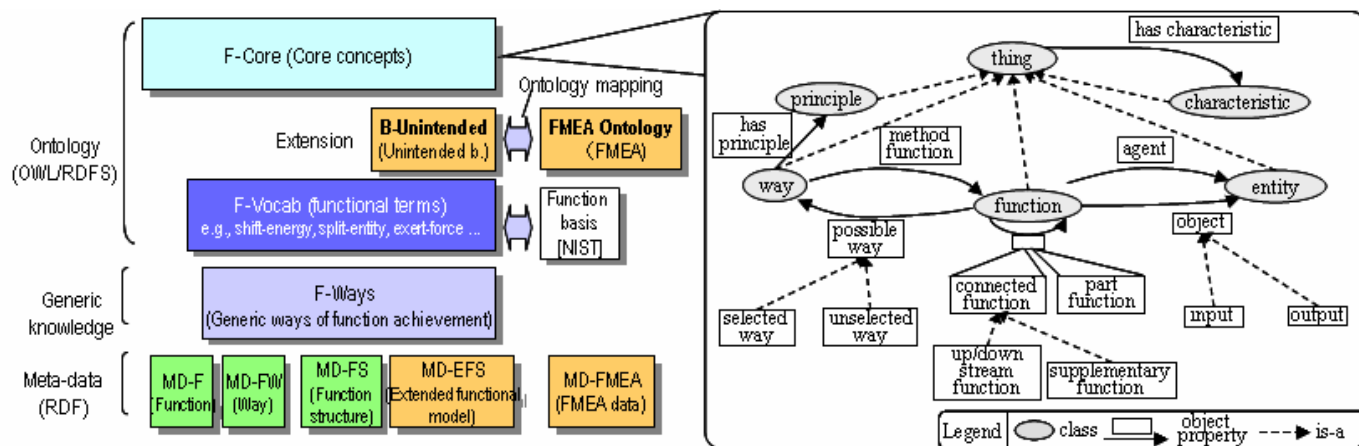 F-Core (Core concepts)
Ontology mapping
Ontology
(OWL/RDFS)
Extension
B-Unintended
(Unintended b.)
FMEA Ontology
(FMEA)
F-Vocab (functional terms)
e.g., shift-energy, split-entity, exert-force ...
Function
basis
[NIST]
Generic
knowledge
F-Ways
(Generic ways of function achievement)
Meta-data
(RDF)
MD-F
(Function)
MD-FW
(Way)
MD-FS
(Function
structure)
MD-EFS
(Extended functional
model)
MD-FMEA
(FMEA data)
has characteristic
thing
principle
characteristic
has
principle
method
function
agent
way
function
entity
possible
way
object
connected
function
part
function
selected
way
unselected
way
input
output
up/down
stream
function
supplementary
function
Legend
class
object
property
is-a